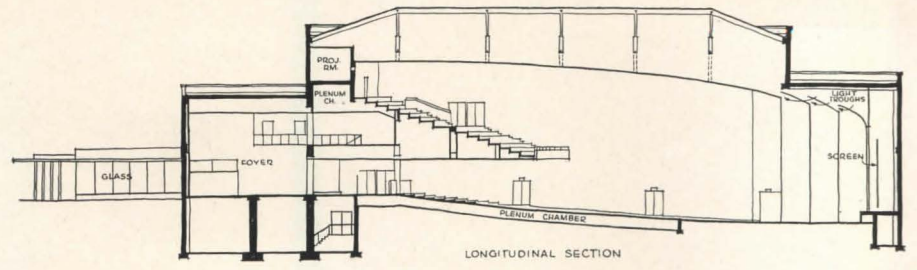 PROJ.
RM.
PLENUM
CH.
LIGHT
TROUGHS
SCREEN
FOYER
GLASS
PLENUM CHAMBER
LONGITUDINAL SECTION